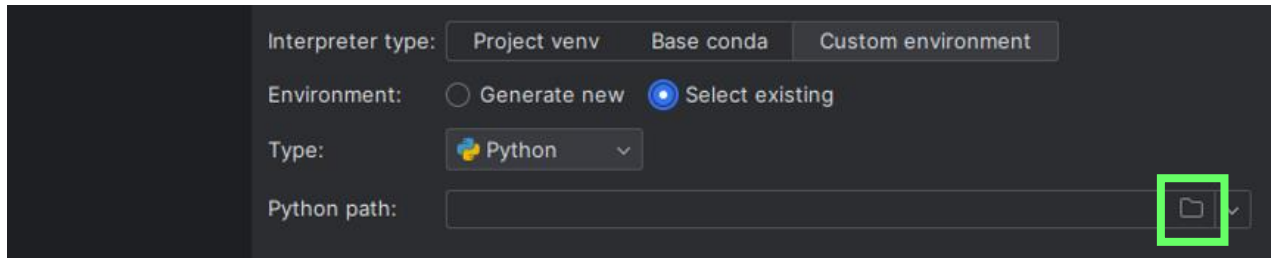 Interpreter type: Project venv Base conda Custom environment
Environment: Generate new Select existing
Type: Python
Python path: